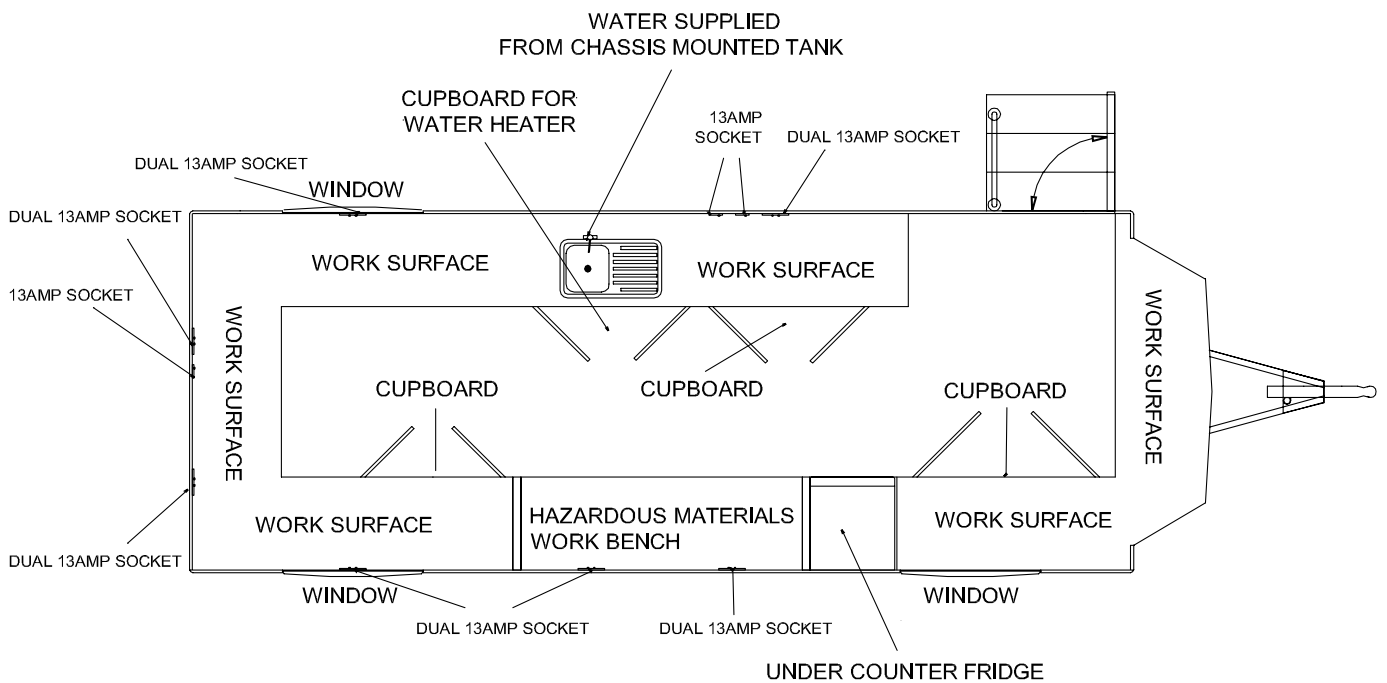 WATER SUPPLIED
FROM CHASSIS MOUNTED TANK
CUPBOARD FOR
WATER HEATER
13AMP
SOCKET
DUAL 13AMP SOCKET
DUAL 13AMP SOCKET
WINDOW
DUAL 13AMP SOCKET
WORK SURFACE
WORK SURFACE
13AMP SOCKET
WORK SURFACE
WORK SURFACE
CUPBOARD
CUPBOARD
CUPBOARD
WORK SURFACE
HAZARDOUS MATERIALS
WORK BENCH
WORK SURFACE
DUAL 13AMP SOCKET
WINDOW
WINDOW
DUAL 13AMP SOCKET
DUAL 13AMP SOCKET
UNDER COUNTER FRIDGE